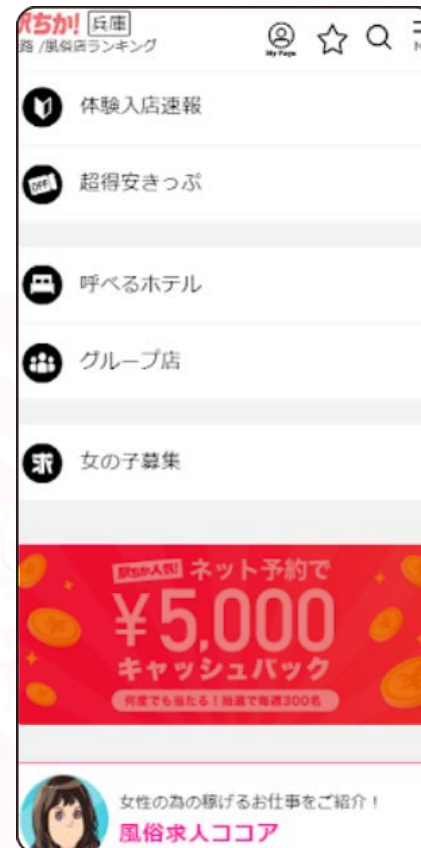 駅ちか! 兵庫
路 /風俗店ランキング
My Page
体験入店速報
OFF
超得安きっぷ
呼べるホテル
グループ店
求
女の子募集
駅ちか人気! ネット予約で
¥5,000
キャッシュバック
何度でも当たる!抽選で毎週300名
女性の為の稼げるお仕事をご紹介！
風俗求人ココア